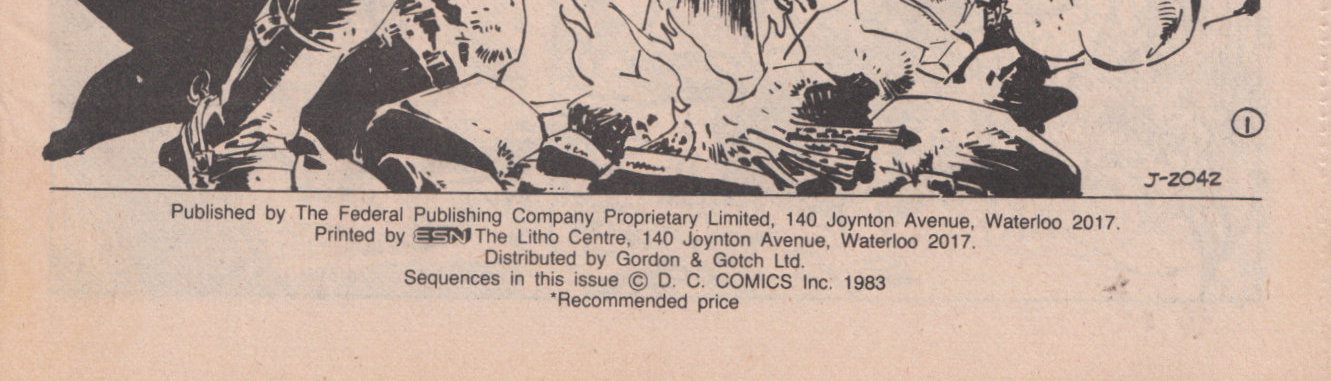 ①
J-2042
Published by The Federal Publishing Company Proprietary Limited, 140 Joynton Avenue, Waterloo 2017.
Printed by ESN The Litho Centre, 140 Joynton Avenue, Waterloo 2017.
Distributed by Gordon & Gotch Ltd.
Sequences in this issue © D. C. COMICS Inc. 1983
*Recommended price